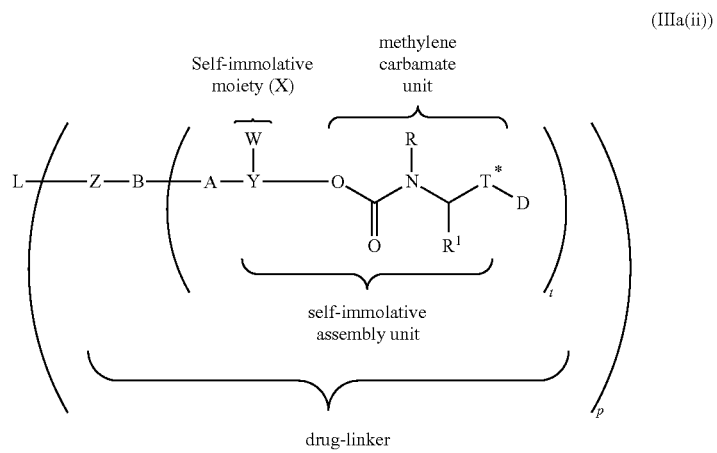 (IIIa(ii))
methylene
carbamate
unit
Self-immolative
moiety (X)
W
R
L Z B A Y O N T* D
O R¹
t
self-immolative
assembly unit
p
drug-linker